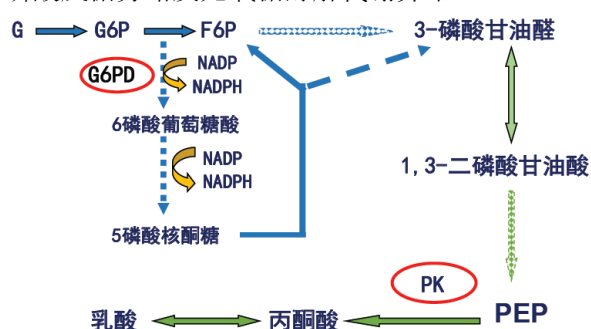 G G6P F6P 3-磷酸甘油醛
G6PD NADP
NADPH
6磷酸葡萄糖酸
NADP
NADPH
1,3-二磷酸甘油酸
5磷酸核酮糖
PK
乳酸 丙酮酸 PEP